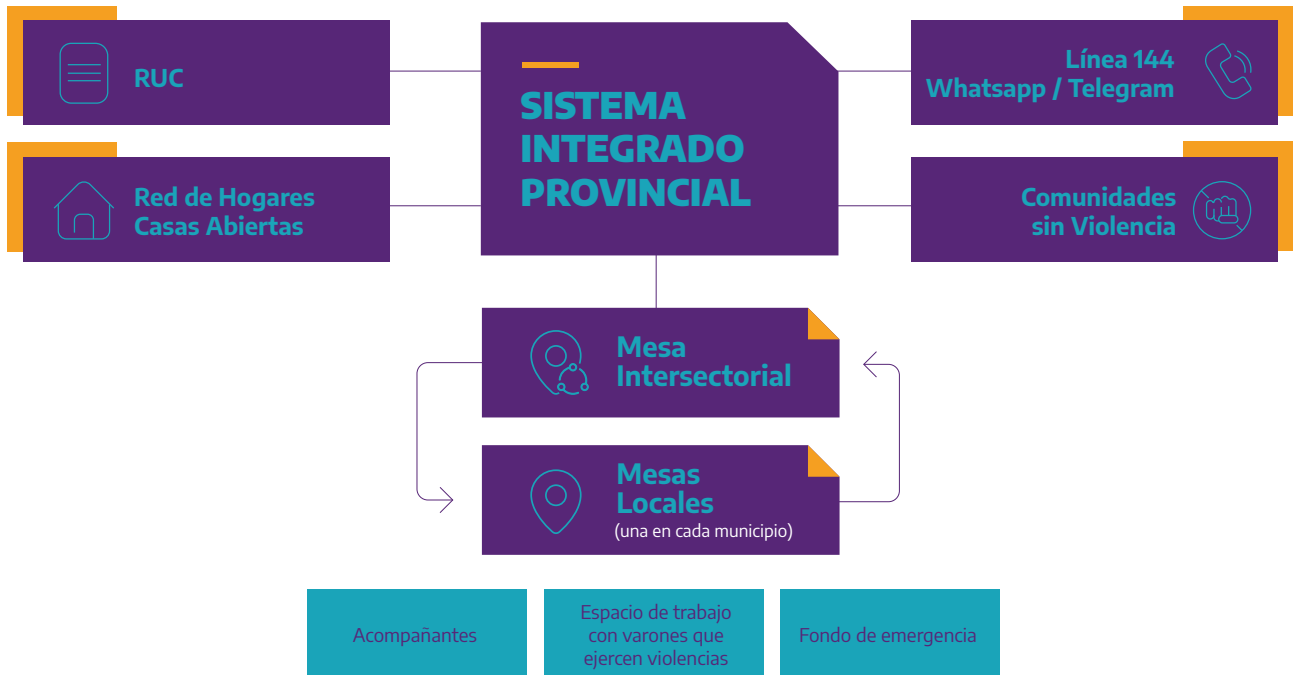 RUC
Red de Hogares
Casas Abiertas
SISTEMA
INTEGRADO
PROVINCIAL
Línea 144
Whatsapp / Telegram
Comunidades
sin Violencia
Mesa
Intersectorial
Mesas
Locales
(una en cada municipio)
Acompañantes
Espacio de trabajo
con varones que
ejercen violencias
Fondo de emergencia